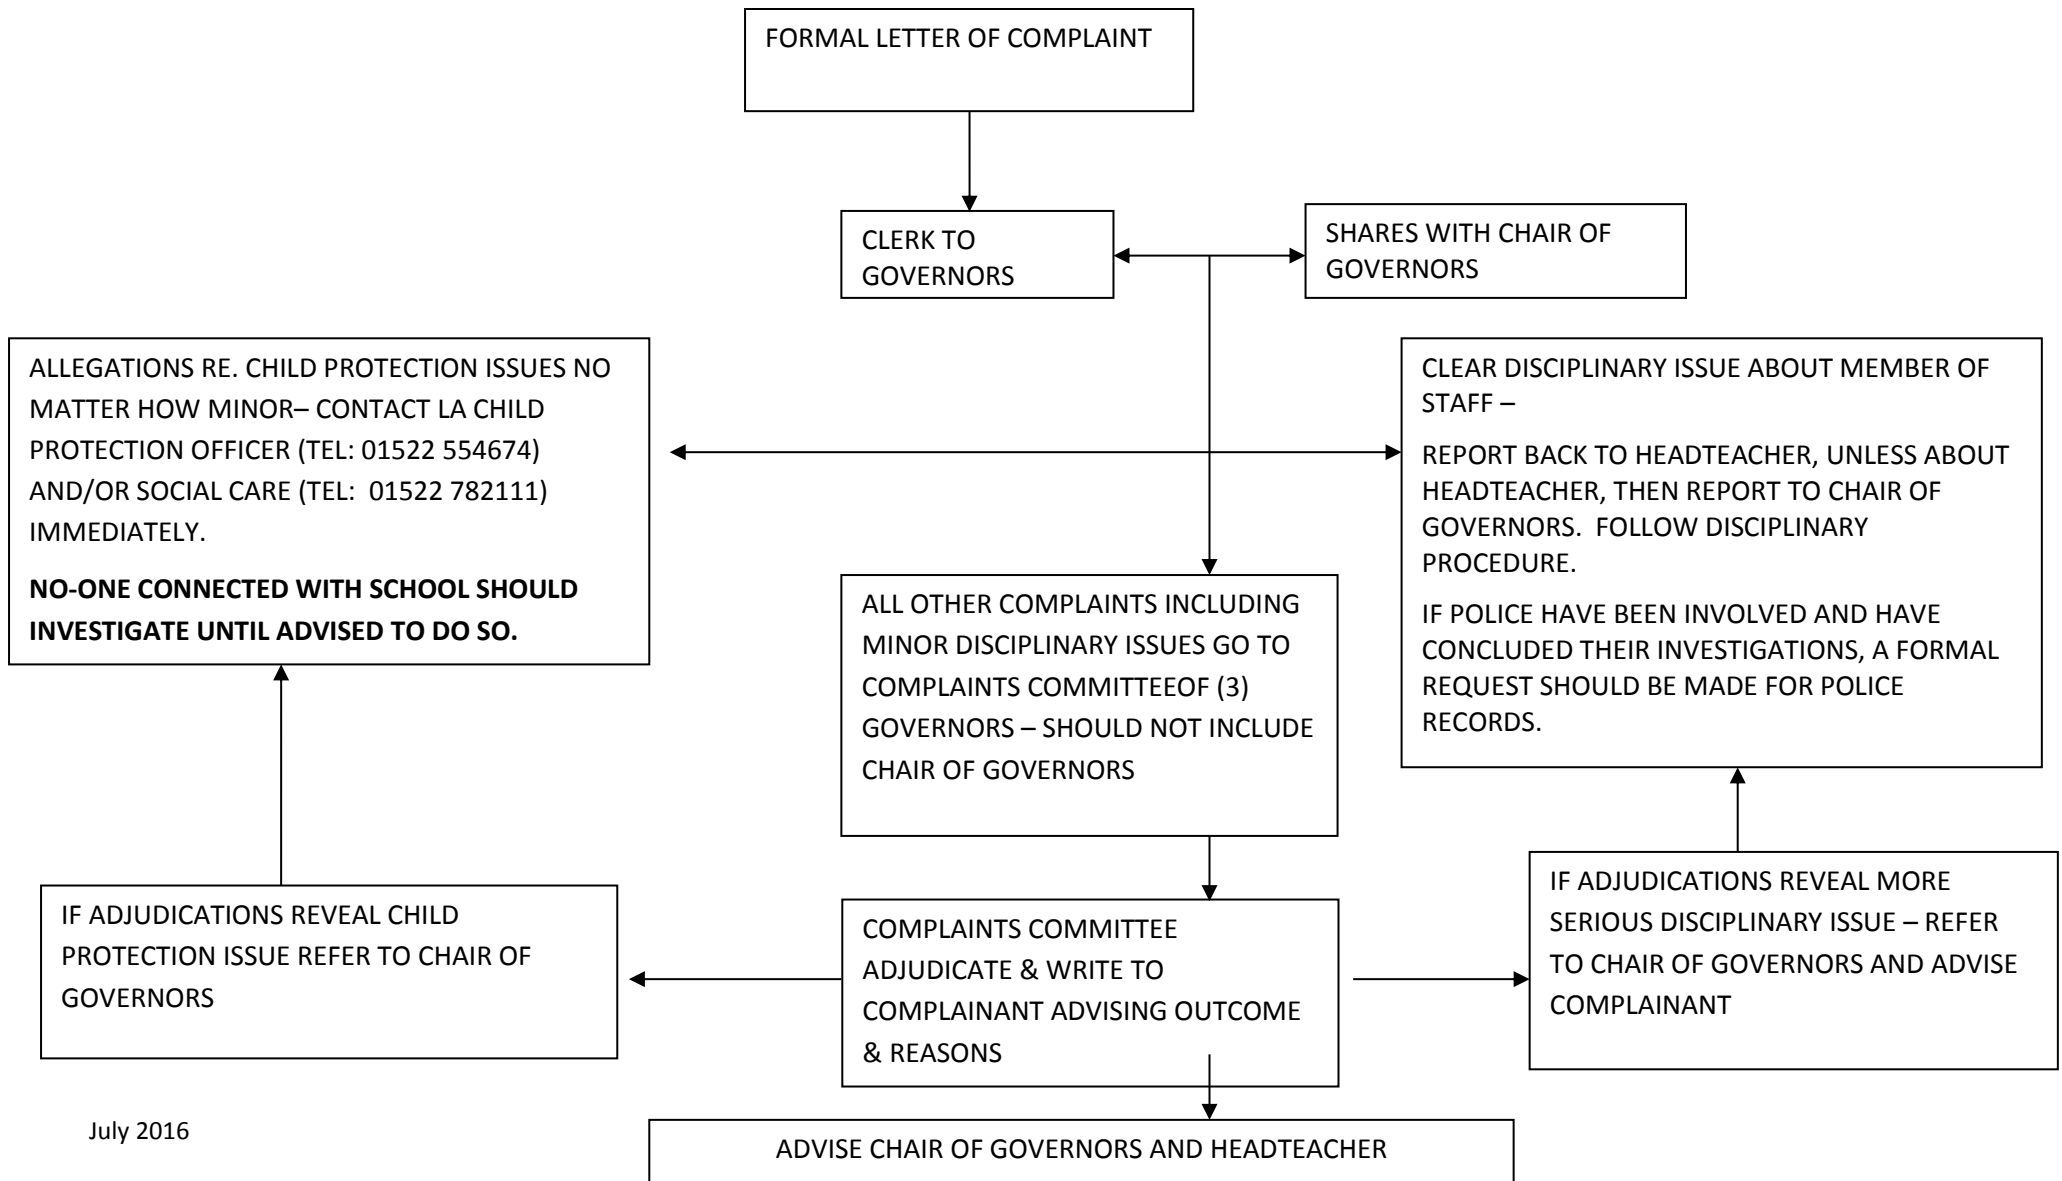 FORMAL LETTER OF COMPLAINT
CLERK TO
GOVERNORS
SHARES WITH CHAIR OF
GOVERNORS
ALLEGATIONS RE. CHILD PROTECTION ISSUES NO
MATTER HOW MINOR– CONTACT LA CHILD
PROTECTION OFFICER (TEL: 01522 554674)
AND/OR SOCIAL CARE (TEL:  01522 782111)
IMMEDIATELY.
NO-ONE CONNECTED WITH SCHOOL SHOULD
INVESTIGATE UNTIL ADVISED TO DO SO.
CLEAR DISCIPLINARY ISSUE ABOUT MEMBER OF
STAFF –
REPORT BACK TO HEADTEACHER, UNLESS ABOUT
HEADTEACHER, THEN REPORT TO CHAIR OF
GOVERNORS.  FOLLOW DISCIPLINARY
PROCEDURE.
IF POLICE HAVE BEEN INVOLVED AND HAVE
CONCLUDED THEIR INVESTIGATIONS, A FORMAL
REQUEST SHOULD BE MADE FOR POLICE
RECORDS.
ALL OTHER COMPLAINTS INCLUDING
MINOR DISCIPLINARY ISSUES GO TO
COMPLAINTS COMMITTEEOF (3)
GOVERNORS – SHOULD NOT INCLUDE
CHAIR OF GOVERNORS
IF ADJUDICATIONS REVEAL CHILD
PROTECTION ISSUE REFER TO CHAIR OF
GOVERNORS
COMPLAINTS COMMITTEE
ADJUDICATE & WRITE TO
COMPLAINANT ADVISING OUTCOME
& REASONS
IF ADJUDICATIONS REVEAL MORE
SERIOUS DISCIPLINARY ISSUE – REFER
TO CHAIR OF GOVERNORS AND ADVISE
COMPLAINANT
July 2016
ADVISE CHAIR OF GOVERNORS AND HEADTEACHER